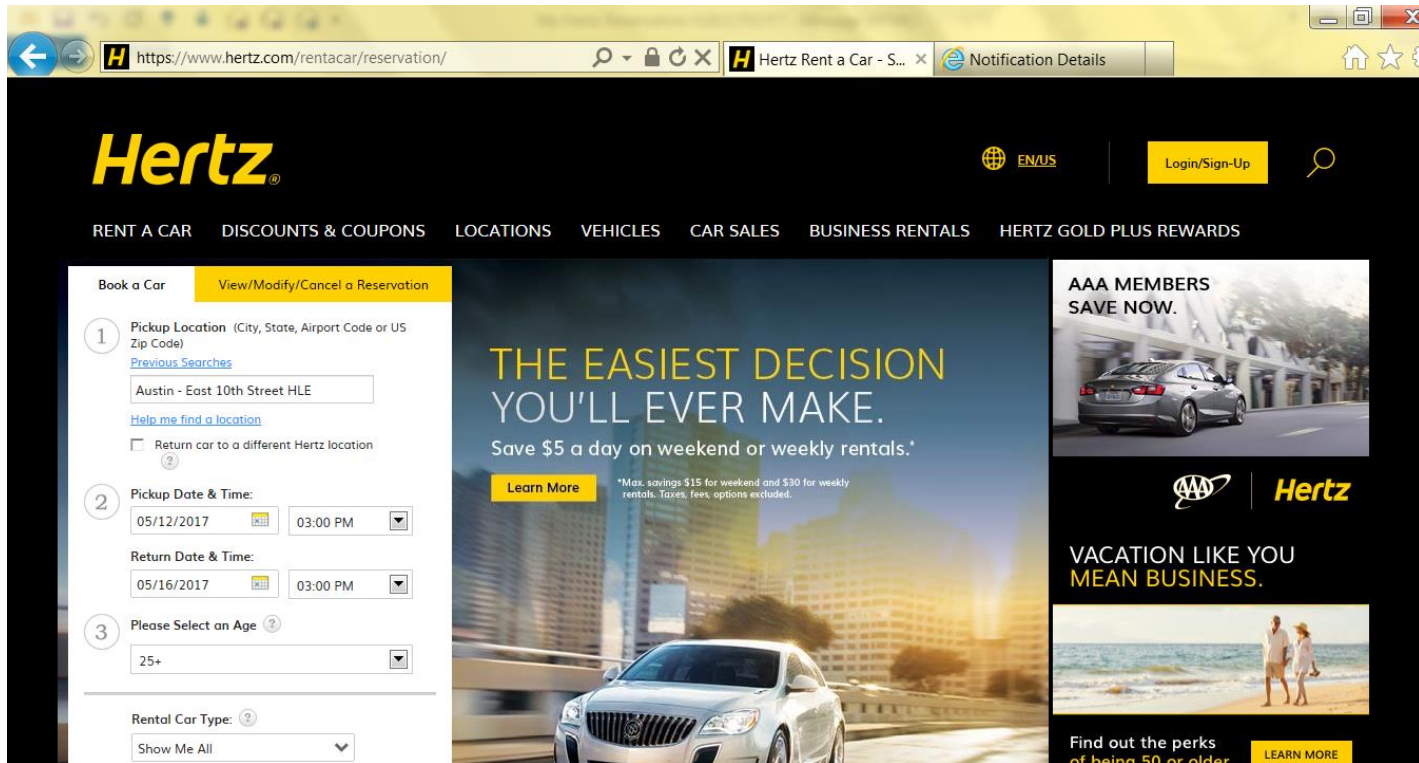 https://www.hertz.com/rentacar/reservation/
Hertz Rent a Car - S...
Notification Details
Hertz
EN/US
Login/Sign-Up
RENT A CAR DISCOUNTS & COUPONS LOCATIONS VEHICLES CAR SALES BUSINESS RENTALS HERTZ GOLD PLUS REWARDS
Book a Car
View/Modify/Cancel a Reservation
1
Pickup Location (City, State, Airport Code or US
Zip Code)
Previous Searches
Austin - East 10th Street HLE
Help me find a location
Return car to a different Hertz location
?
2
Pickup Date & Time:
05/12/2017 03:00 PM
Return Date & Time:
05/16/2017 03:00 PM
3
Please Select an Age ?
25+
Rental Car Type: ?
Show Me All
THE EASIEST DECISION
YOU'LL EVER MAKE.
Save $5 a day on weekend or weekly rentals.*
Learn More
*Max. savings $15 for weekend and $30 for weekly
rentals. Taxes, fees, options excluded.
AAA MEMBERS
SAVE NOW.
AAA Hertz
VACATION LIKE YOU
MEAN BUSINESS.
Find out the perks
of being 50 or older
LEARN MORE